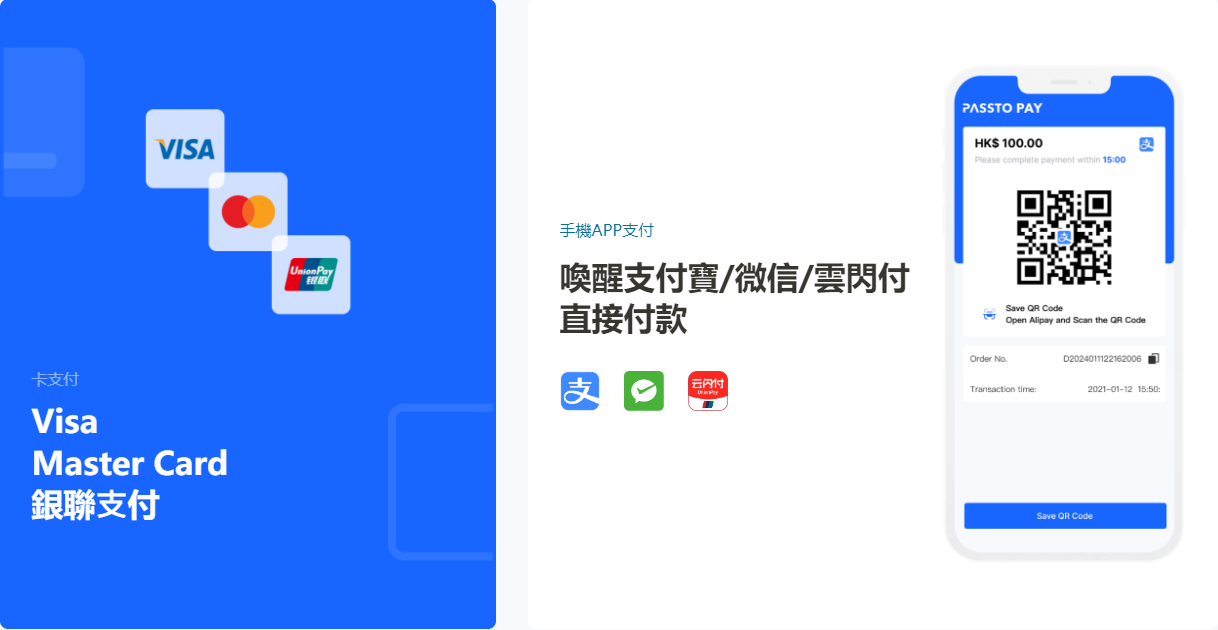 VISA
UnionPay
银联
卡支付
Visa
Master Card
銀聯支付
手機APP支付
喚醒支付寶/微信/雲閃付
直接付款
支
云闪付
UnionPay
PASSTO PAY
HK$ 100.00
支
Please complete payment within 15:00
支
Save QR Code
Open Alipay and Scan the QR Code
Order No. D2024011122162006
Transaction time: 2021-01-12 15:50:
Save QR Code